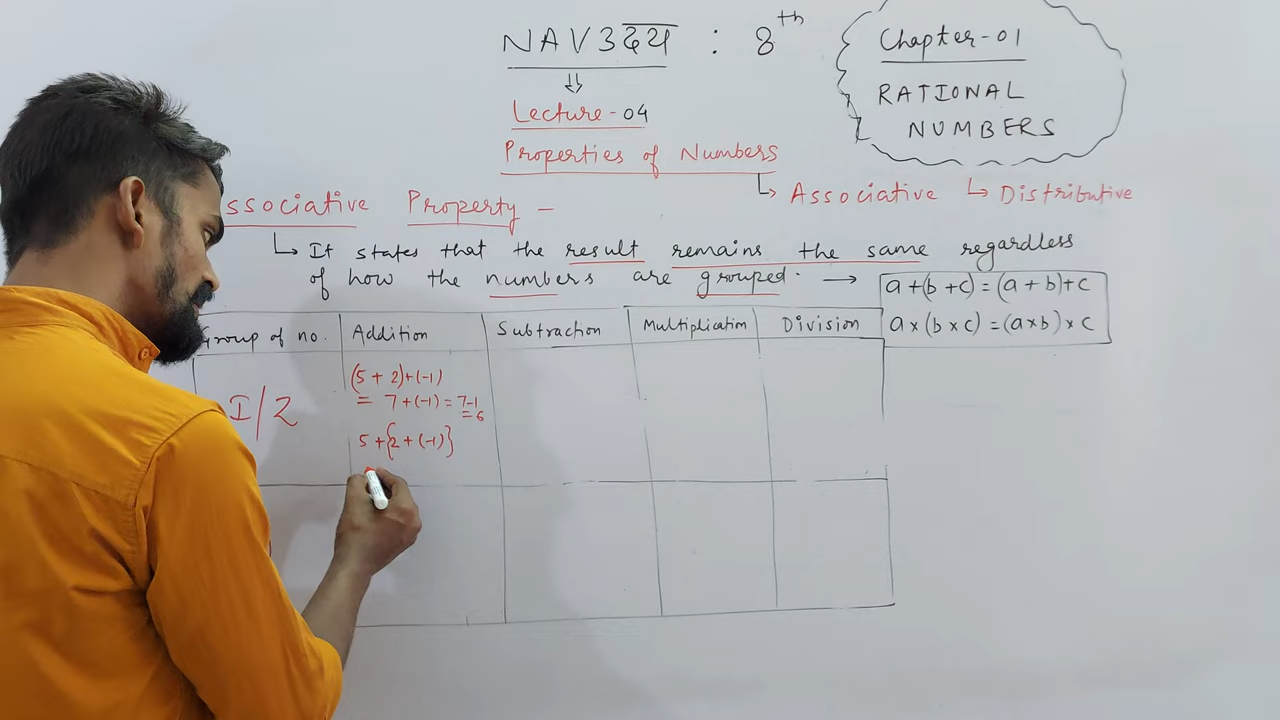 NAV3दय : 8th
Chapter-01
RATIONAL
NUMBERS
⇓
Lecture-04
Properties of Numbers
↳ Associative ↳ Distributive
ssociative Property -
↳ It states that the result remains the same regardless
of how the numbers are grouped. →
a+(b+c)=(a+b)+c
a×(b×c)=(a×b)×c
Group of no. Addition Subtraction Multiplication Division
I/Z
(5+2)+(-1)
= 7+(-1) = 7-1
=6
5+{2+(-1)}